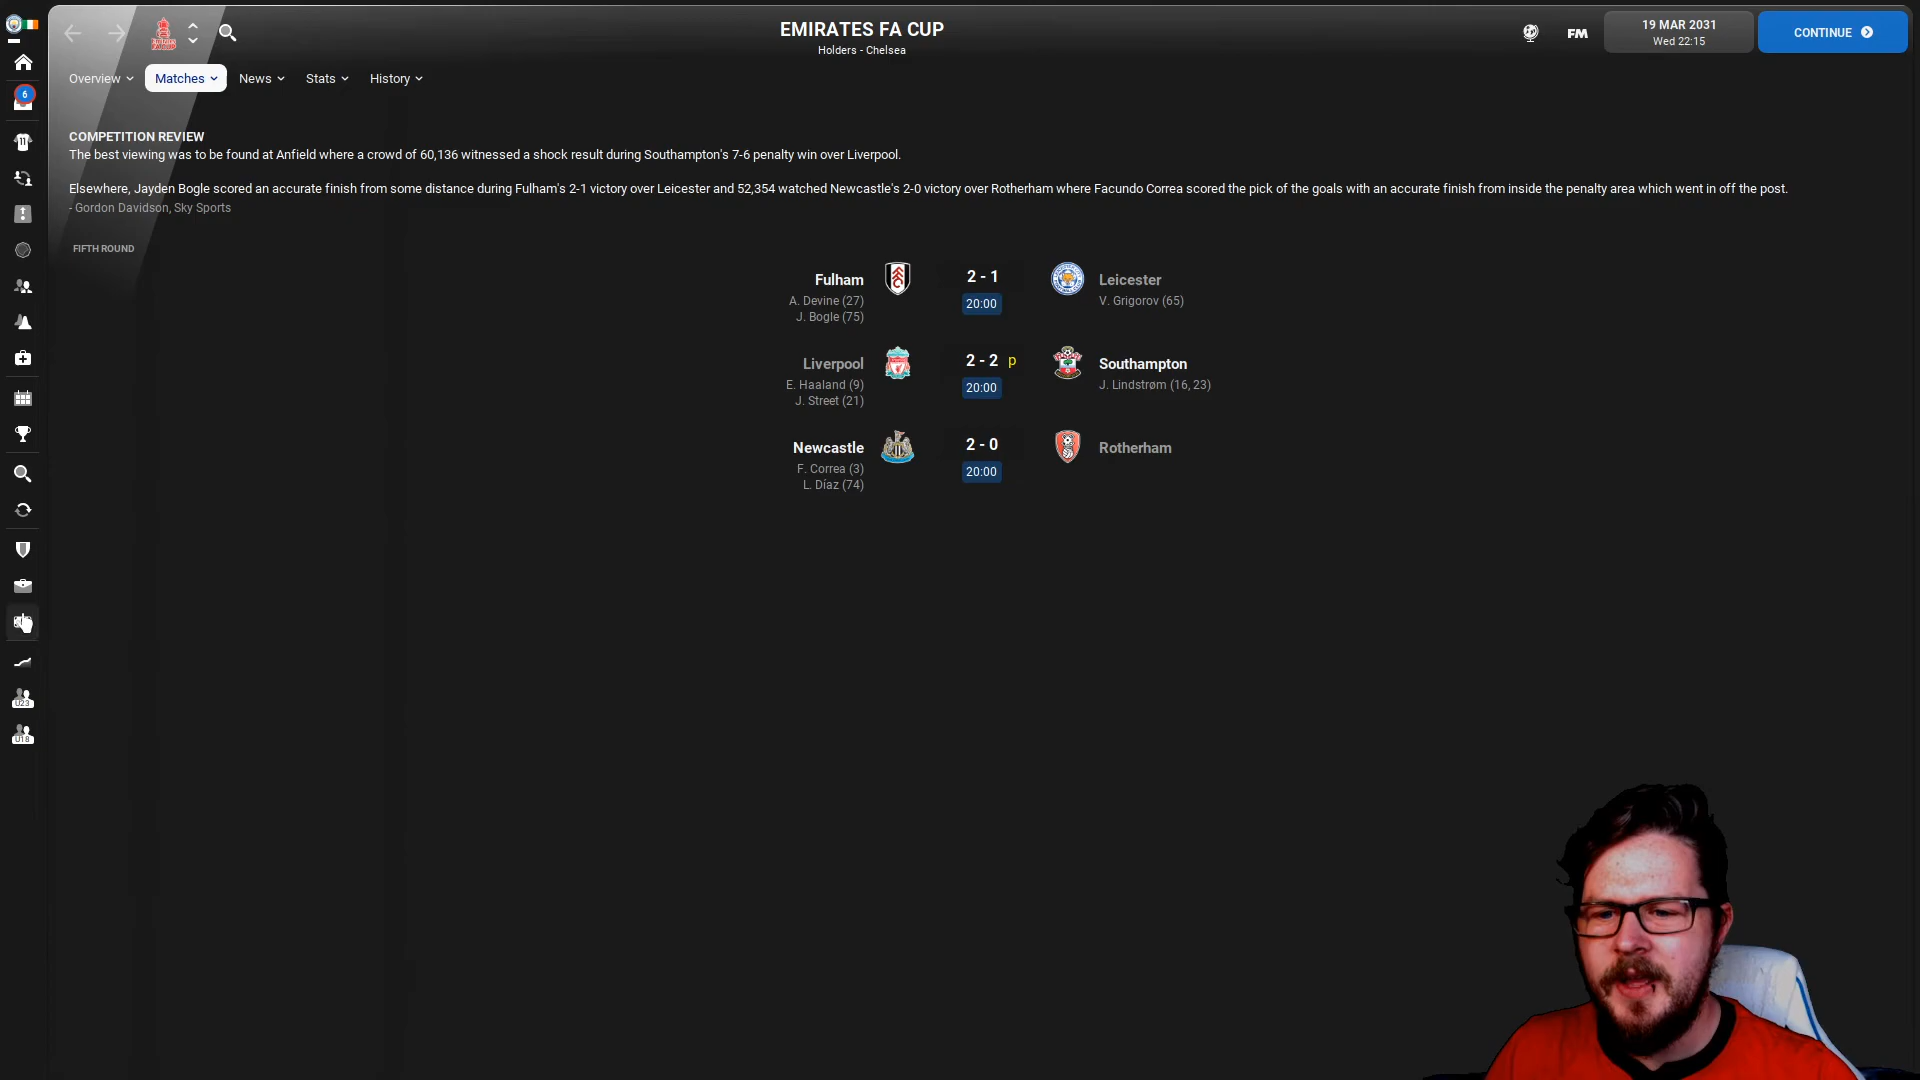 EMIRATES FA CUP
Holders - Chelsea
FM
19 MAR 2031
Wed 22:15
CONTINUE
Overview
Matches
News
Stats
History
6
11
COMPETITION REVIEW
The best viewing was to be found at Anfield where a crowd of 60,136 witnessed a shock result during Southampton's 7-6 penalty win over Liverpool.
Elsewhere, Jayden Bogle scored an accurate finish from some distance during Fulham's 2-1 victory over Leicester and 52,354 watched Newcastle's 2-0 victory over Rotherham where Facundo Correa scored the pick of the goals with an accurate finish from inside the penalty area which went in off the post.
- Gordon Davidson, Sky Sports
FIFTH ROUND
Fulham 2 - 1 Leicester
A. Devine (27) 20:00 V. Grigorov (65)
J. Bogle (75)
Liverpool 2 - 2 p Southampton
E. Haaland (9) 20:00 J. Lindstrøm (16, 23)
J. Street (21)
Newcastle 2 - 0 Rotherham
F. Correa (3) 20:00
L. Díaz (74)
U23
U18